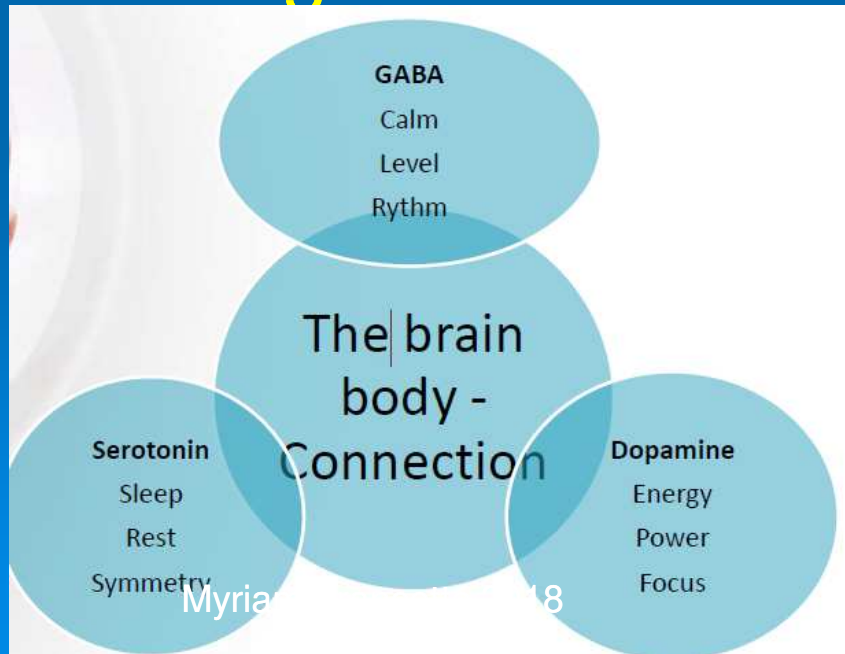 GABA
Calm
Level
Rythm
The brain
body -
Connection
Serotonin
Sleep
Rest
Symmetry
Dopamine
Energy
Power
Focus